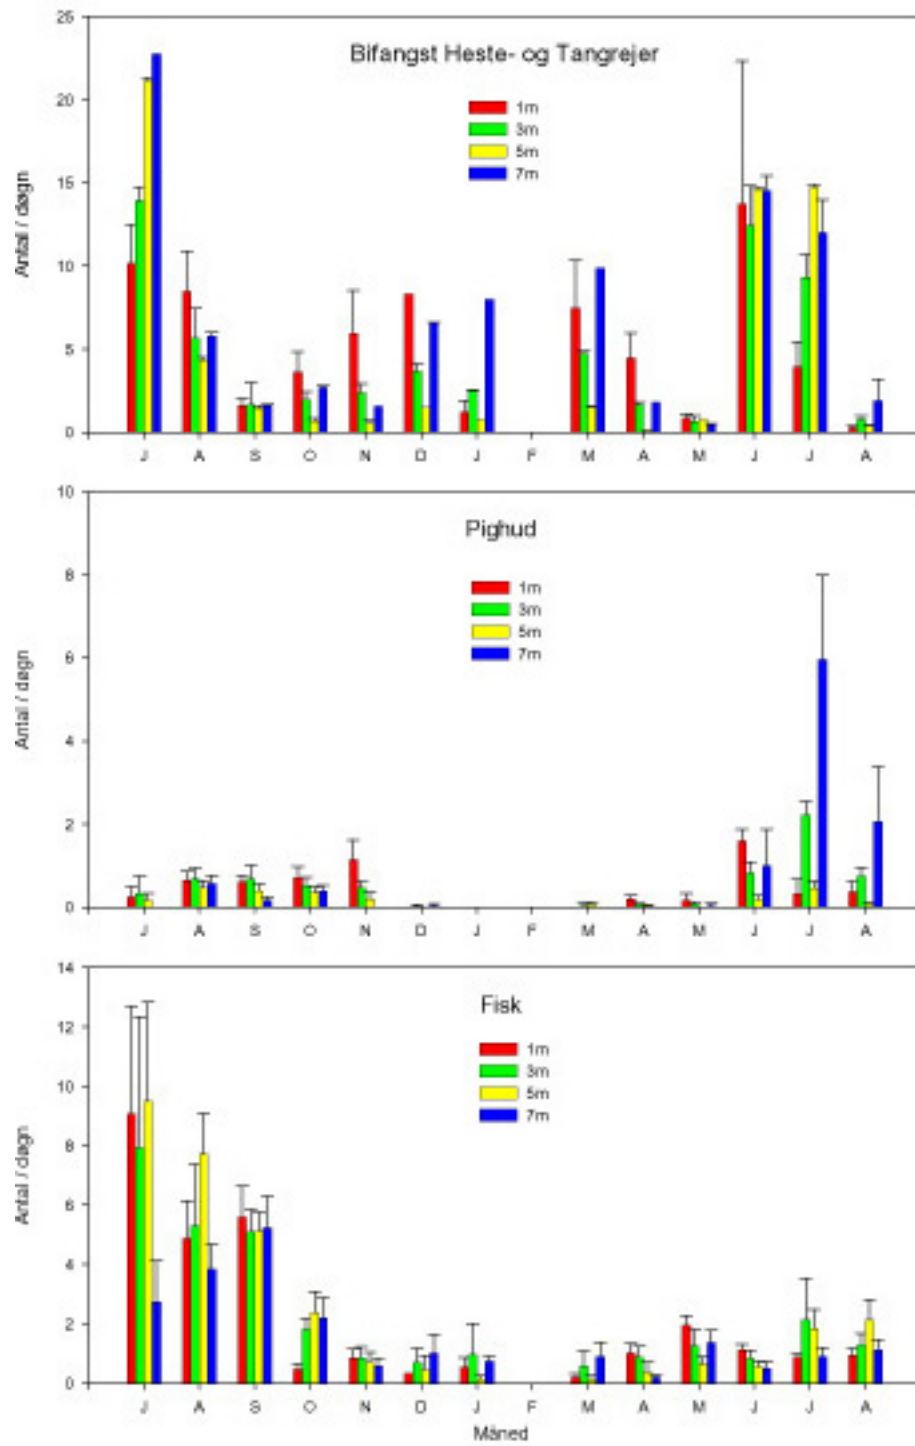 Bifangst Heste- og Tangrejer
1m
3m
5m
7m
Antal / døgn
25
20
15
10
5
0
J A S O N D J F M A M J J A
Pighud
1m
3m
5m
7m
Antal / døgn
10
8
6
4
2
0
J A S O N D J F M A M J J A
Fisk
1m
3m
5m
7m
Antal / døgn
14
12
10
8
6
4
2
0
J A S O N D J F M A M J J A
Måned